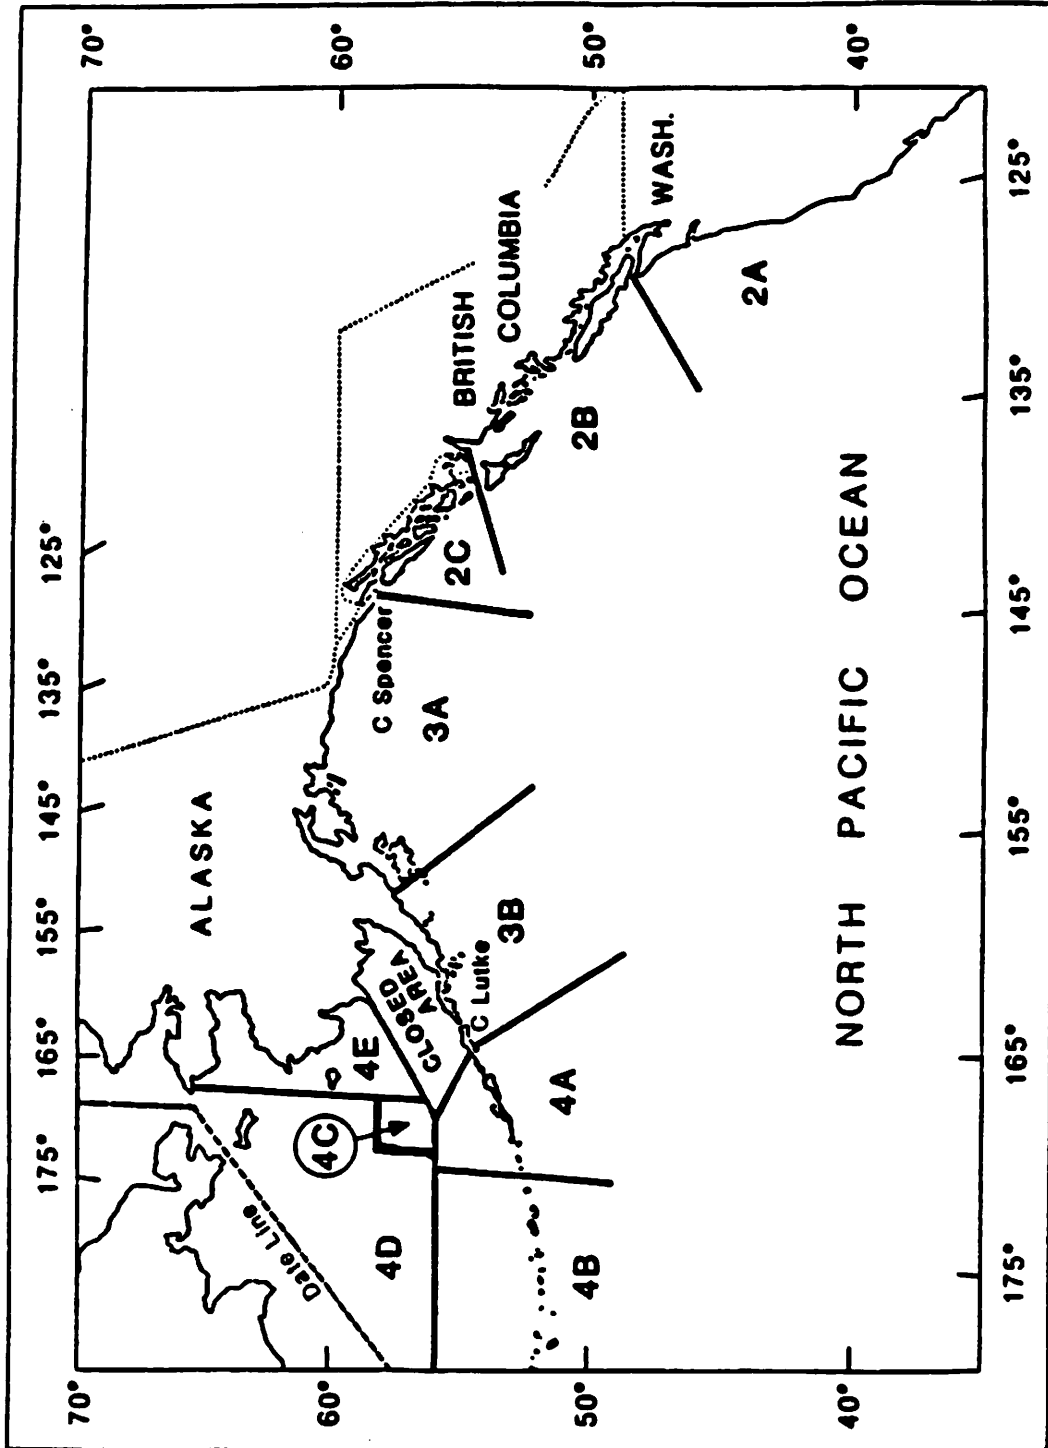 175° 165° 155° 145° 135° 125°
70° 70°
ALASKA
Date Line
4C
60° 60°
4E
4D
CLOSED
AREA
C Spencer
3A
2C
BRITISH
COLUMBIA
C Lutke
3B
4A
4B
2B
50° 50°
WASH.
2A
NORTH PACIFIC OCEAN
40° 40°
175° 165° 155° 145° 135° 125°